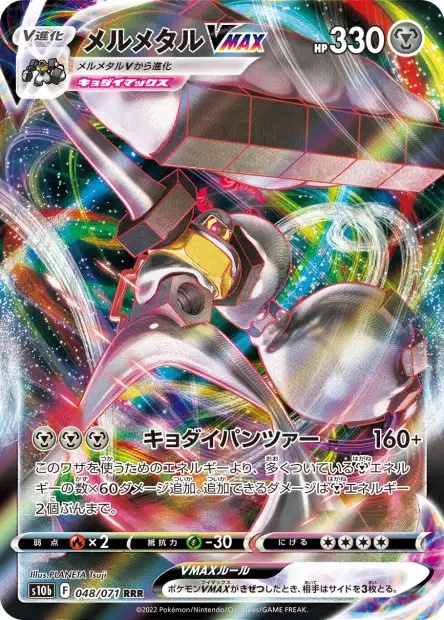 V進化
メルメタルVMAX
HP330
メルメタルVから進化
キョダイマックス
キョダイパンツァー 160+
このワザを使うためのエネルギーより、多くついているエネル
ギーの数×60ダメージ追加。追加できるダメージはエネルギー
2個ぶんまで。
弱点 ×2 抵抗力 -30 にげる
Illus. PLANETA Tsuji
VMAXルール
s10b F 048/071 RRR
ポケモンVMAXがきぜつしたとき、相手はサイドを3枚とる。
©2022 Pokémon/Nintendo/Creatures/GAME FREAK.